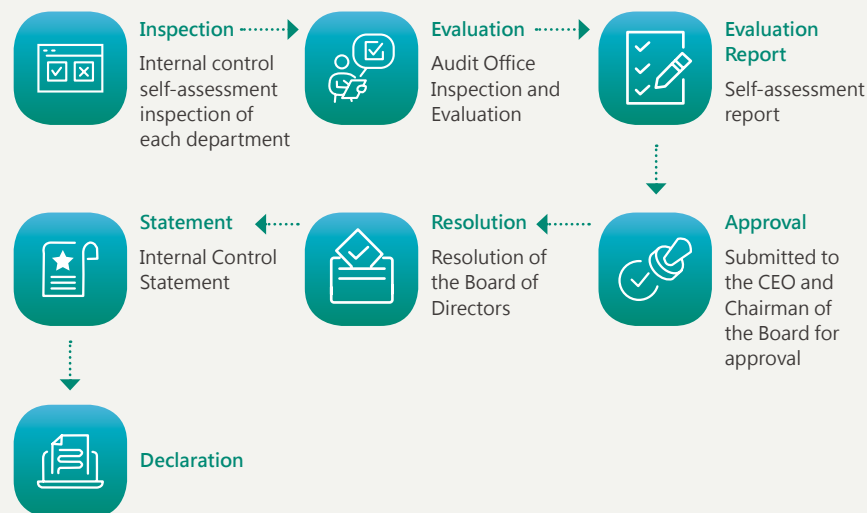 Inspection
Internal control
self-assessment
inspection of
each department
Evaluation
Audit Office
Inspection and
Evaluation
Evaluation
Report
Self-assessment
report
Approval
Submitted to
the CEO and
Chairman of
the Board for
approval
Resolution
Resolution of
the Board of
Directors
Statement
Internal Control
Statement
Declaration